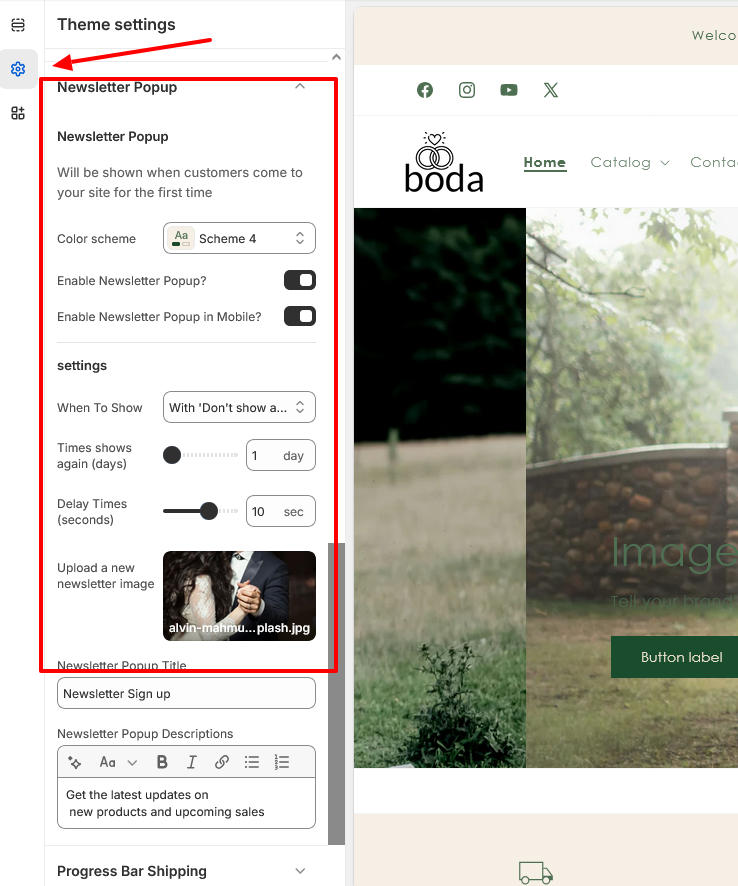 Theme settings
Newsletter Popup
Newsletter Popup
Will be shown when customers come to
your site for the first time
Color scheme
Aa
Scheme 4
Enable Newsletter Popup?
Enable Newsletter Popup in Mobile?
settings
When To Show
With 'Don't show a...
Times shows
again (days)
1 day
Delay Times
(seconds)
10 sec
Upload a new
newsletter image
alvin-mahmu...plash.jpg
Newsletter Popup Title
Newsletter Sign up
Newsletter Popup Descriptions
Aa B I
Get the latest updates on
new products and upcoming sales
Progress Bar Shipping
Welco
boda
Home Catalog Conta
Image
Tell your brand
Button label